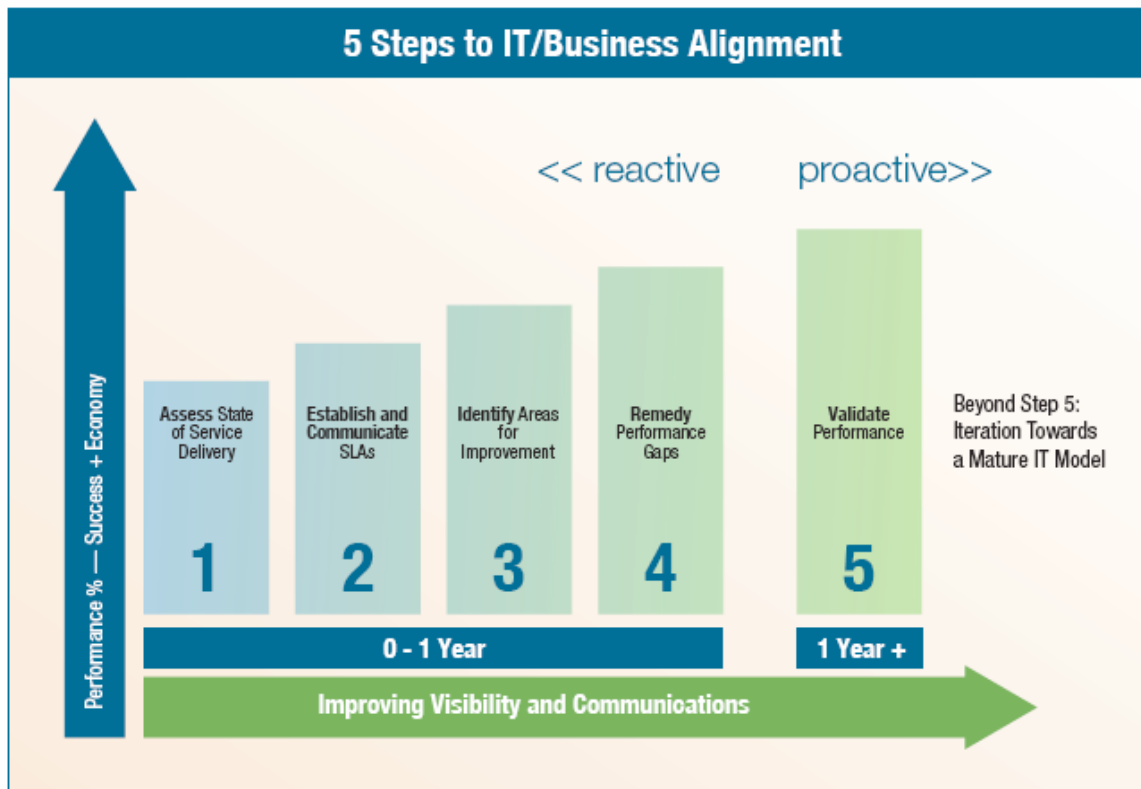 5 Steps to IT/Business Alignment
<< reactive
proactive>>
Performance % — Success + Economy
Assess State
of Service
Delivery
1
Establish and
Communicate
SLAs
2
Identify Areas
for
Improvement
3
Remedy
Performance
Gaps
4
Validate
Performance
5
Beyond Step 5:
Iteration Towards
a Mature IT Model
0 - 1 Year
1 Year +
Improving Visibility and Communications